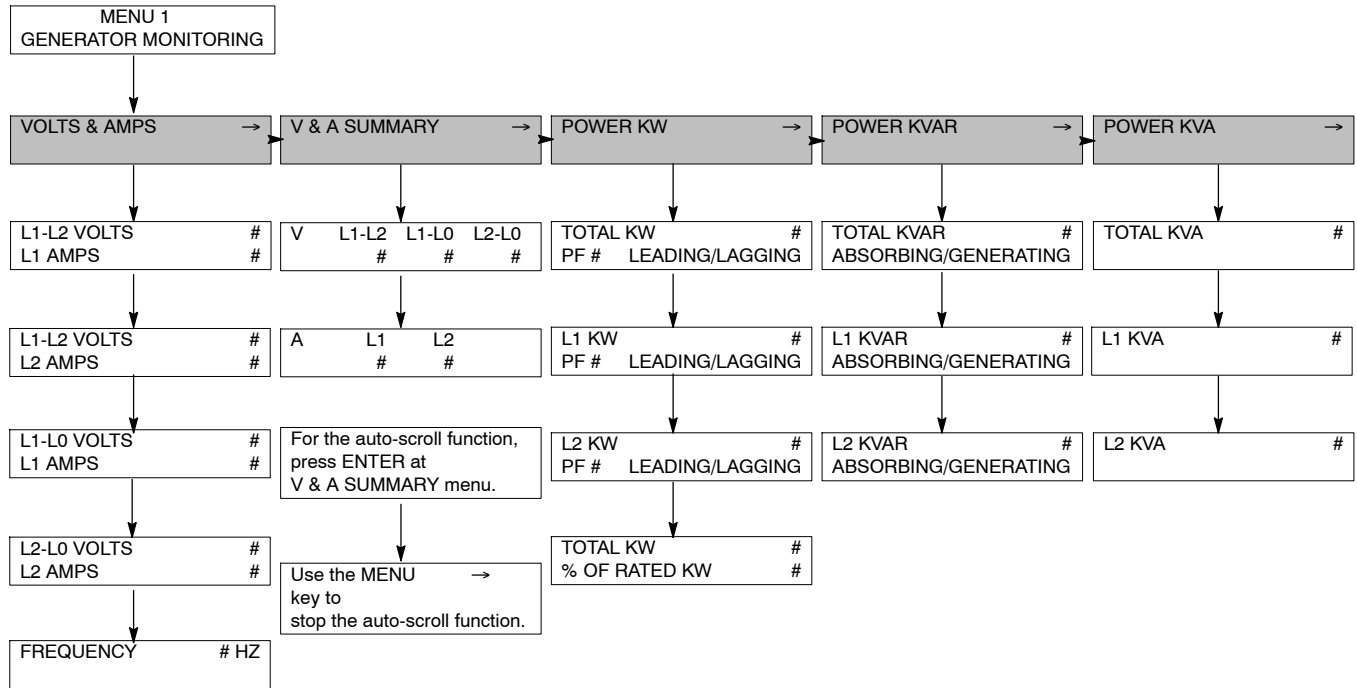 MENU 1
GENERATOR MONITORING
VOLTS & AMPS →
L1-L2 VOLTS #
L1 AMPS #
L1-L2 VOLTS #
L2 AMPS #
L1-L0 VOLTS #
L1 AMPS #
L2-L0 VOLTS #
L2 AMPS #
FREQUENCY # HZ
V & A SUMMARY →
V L1-L2 L1-L0 L2-L0
# # #
A L1 L2
# #
For the auto-scroll function,
press ENTER at
V & A SUMMARY menu.
Use the MENU →
key to
stop the auto-scroll function.
POWER KW →
TOTAL KW #
PF # LEADING/LAGGING
L1 KW #
PF # LEADING/LAGGING
L2 KW #
PF # LEADING/LAGGING
TOTAL KW #
% OF RATED KW #
POWER KVAR →
TOTAL KVAR #
ABSORBING/GENERATING
L1 KVAR #
ABSORBING/GENERATING
L2 KVAR #
ABSORBING/GENERATING
POWER KVA →
TOTAL KVA #
L1 KVA #
L2 KVA #